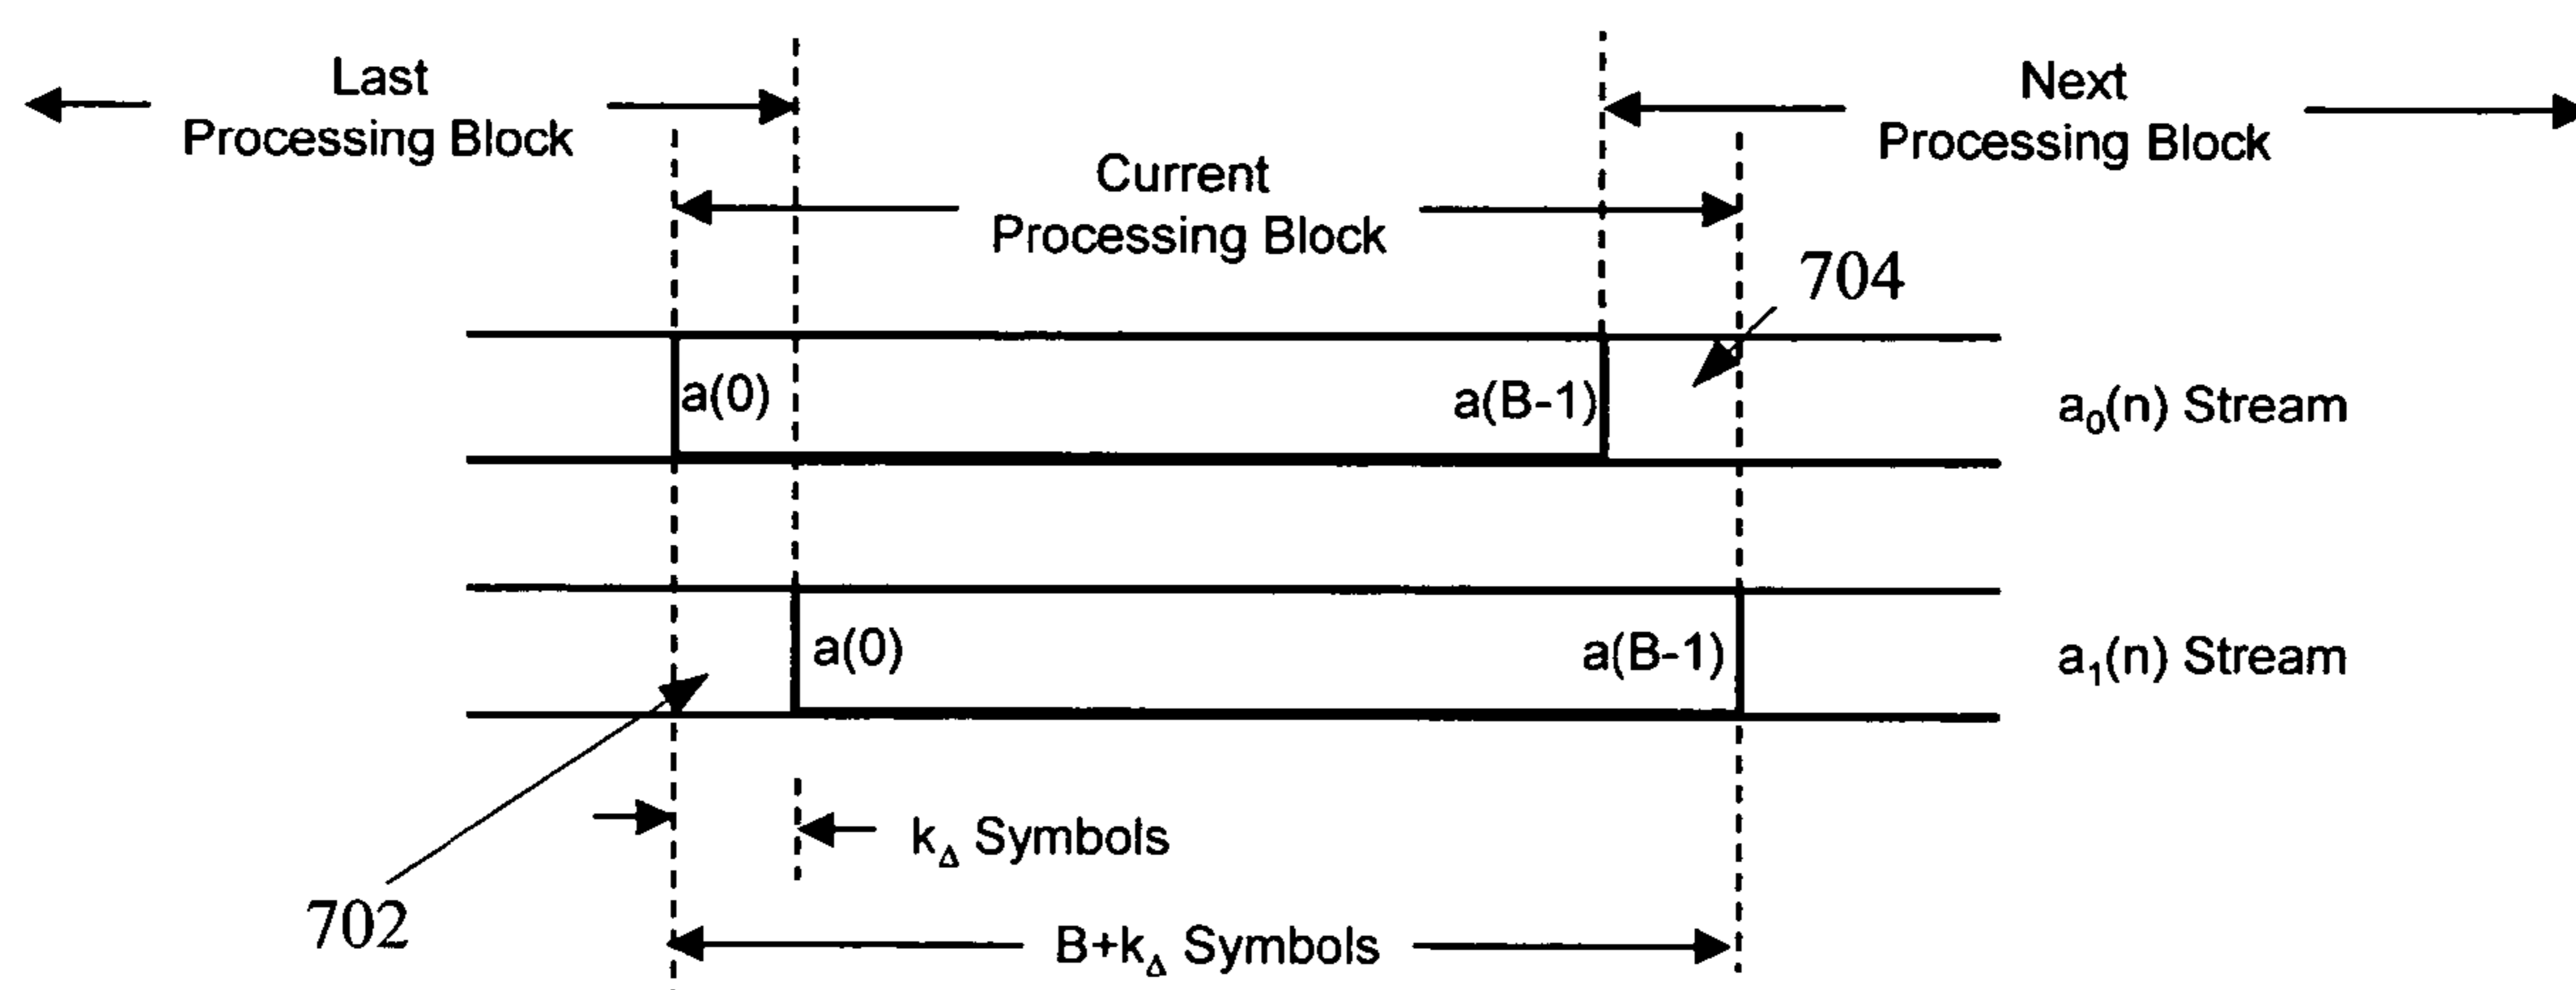 Last
Processing Block
Next
Processing Block
Current
Processing Block
704
a(0)
a(B-1)
a₀(n) Stream
a(0)
a(B-1)
a₁(n) Stream
k_Δ Symbols
702
B+k_Δ Symbols